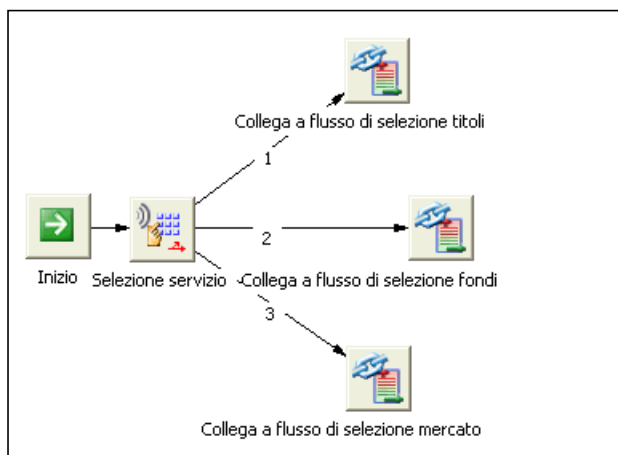 Collega a flusso di selezione titoli
1
2
Inizio
Selezione servizio
Collega a flusso di selezione fondi
3
Collega a flusso di selezione mercato